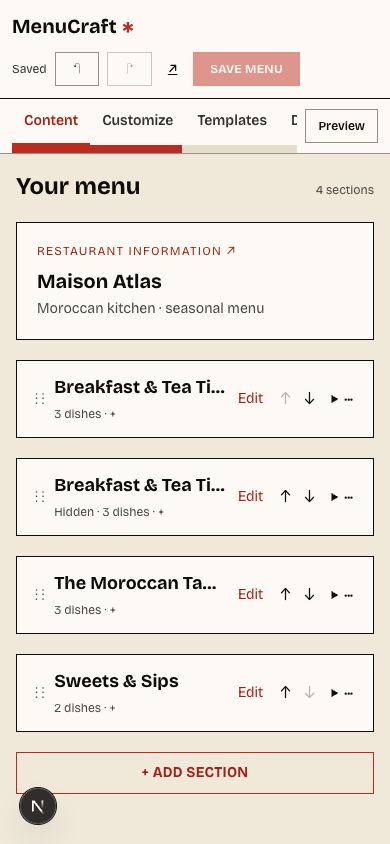 MenuCraft *
Saved ↗ SAVE MENU
Content Customize Templates D Preview
Your menu 4 sections
RESTAURANT INFORMATION ↗
Maison Atlas
Moroccan kitchen · seasonal menu
Breakfast & Tea Ti... Edit ↑ ↓ ▶ ...
3 dishes · +
Breakfast & Tea Ti... Edit ↑ ↓ ▶ ...
Hidden · 3 dishes · +
The Moroccan Ta... Edit ↑ ↓ ▶ ...
3 dishes · +
Sweets & Sips Edit ↑ ↓ ▶ ...
2 dishes · +
+ ADD SECTION
N